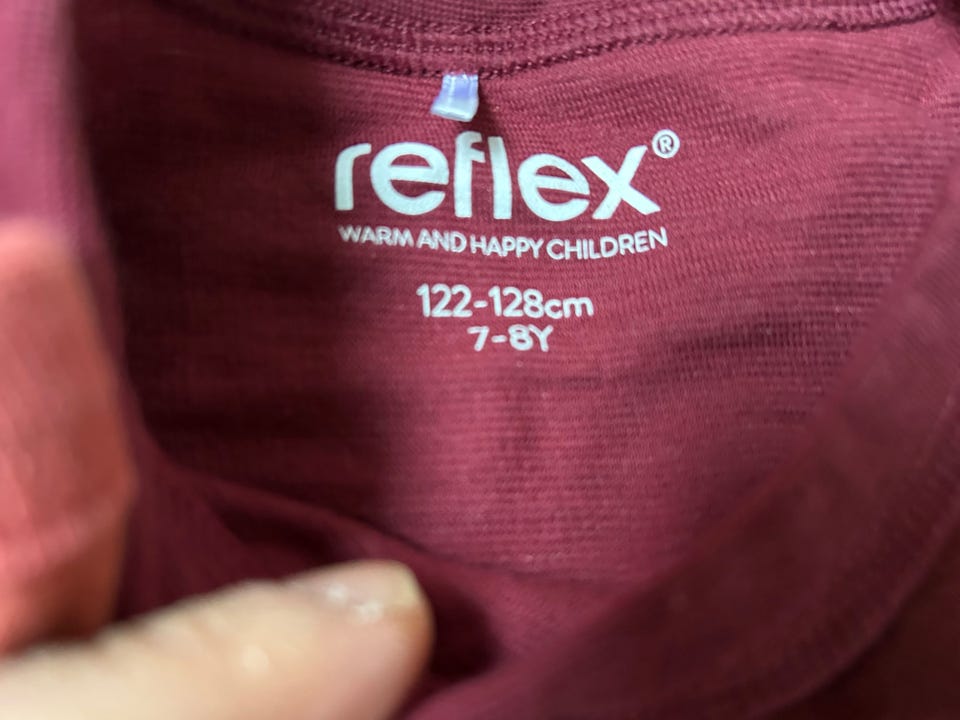 reflex®
WARM AND HAPPY CHILDREN
122-128cm
7-8Y